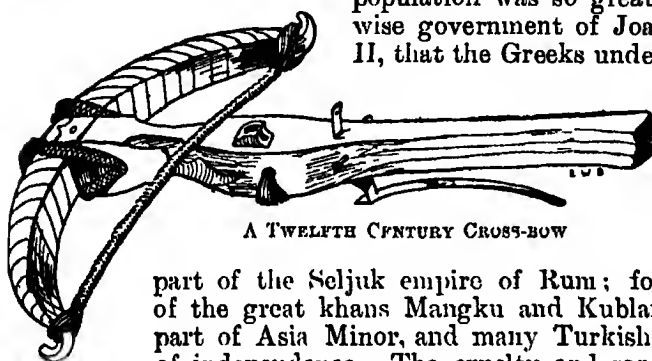 population was so great
wise government of Joa
II, that the Greeks unde
A TWELFTH CENTURY CROSS-BOW
part of the Seljuk empire of Rum; fo
of the great khans Mangku and Kubla
part of Asia Minor, and many Turkish
of independence. The cruelty and